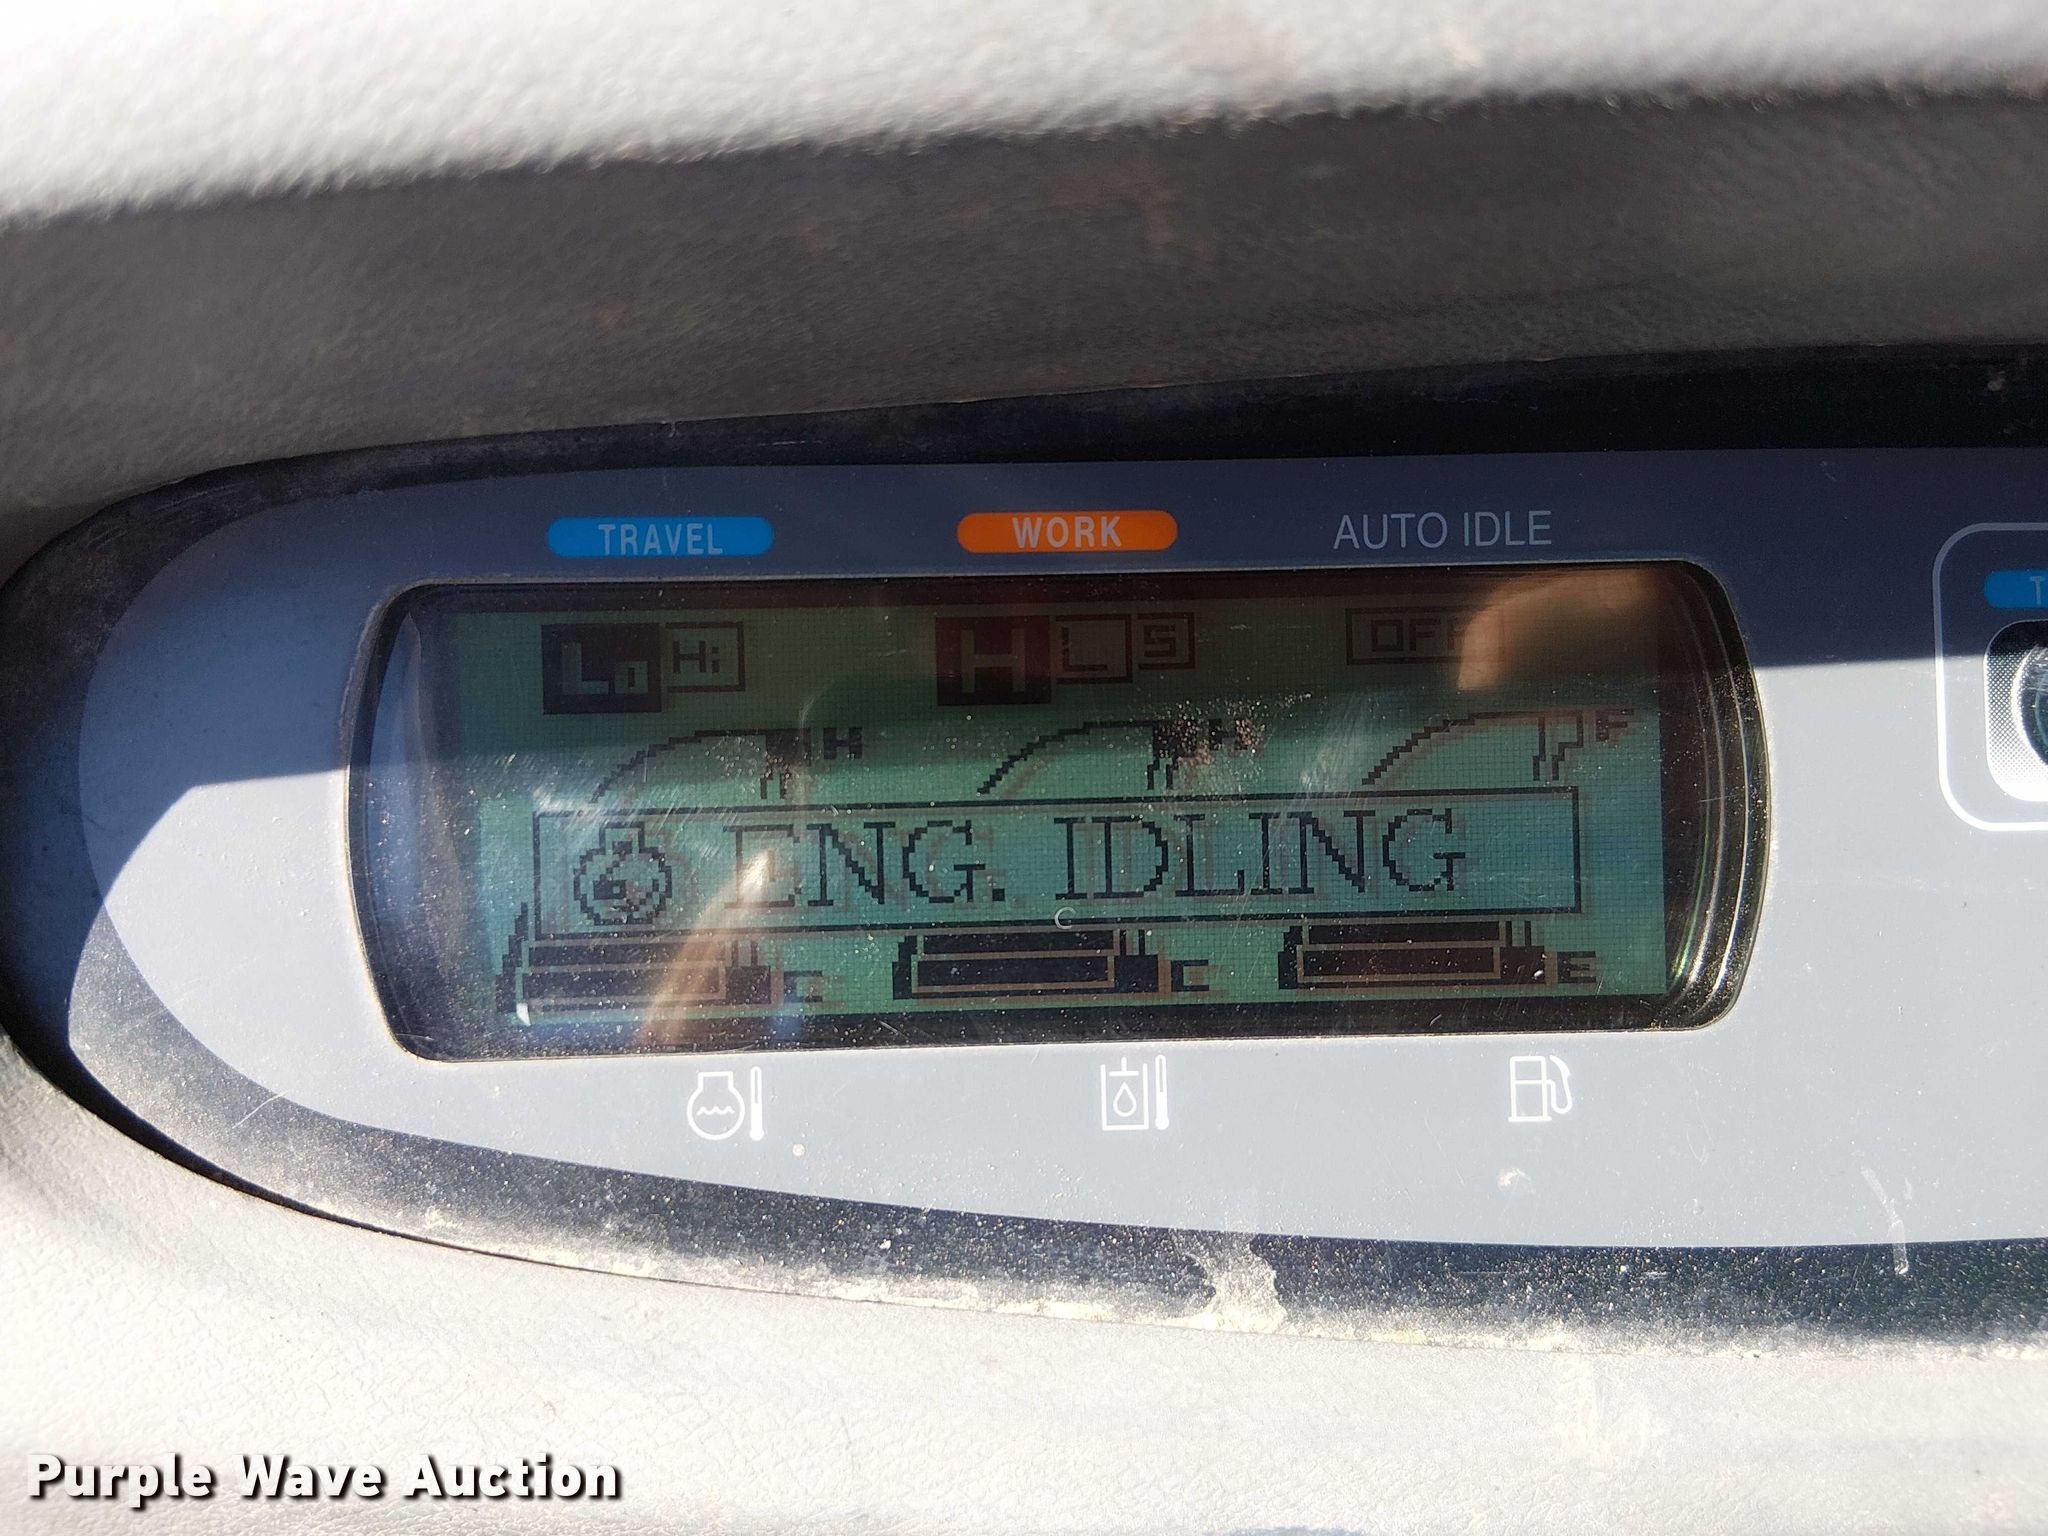 TRAVEL WORK AUTO IDLE
Lo Hi H L S OFF
H H F
ENG. IDLING
C C E
Purple Wave Auction